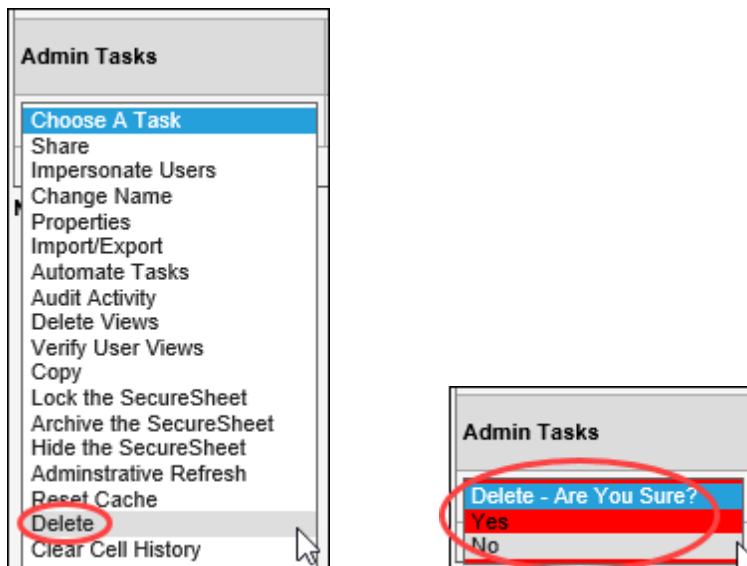 Admin Tasks
Choose A Task
Share
Impersonate Users
Change Name
Properties
Import/Export
Automate Tasks
Audit Activity
Delete Views
Verify User Views
Copy
Lock the SecureSheet
Archive the SecureSheet
Hide the SecureSheet
Adminstrative Refresh
Reset Cache
Delete
Clear Cell History
Admin Tasks
Delete - Are You Sure?
Yes
No